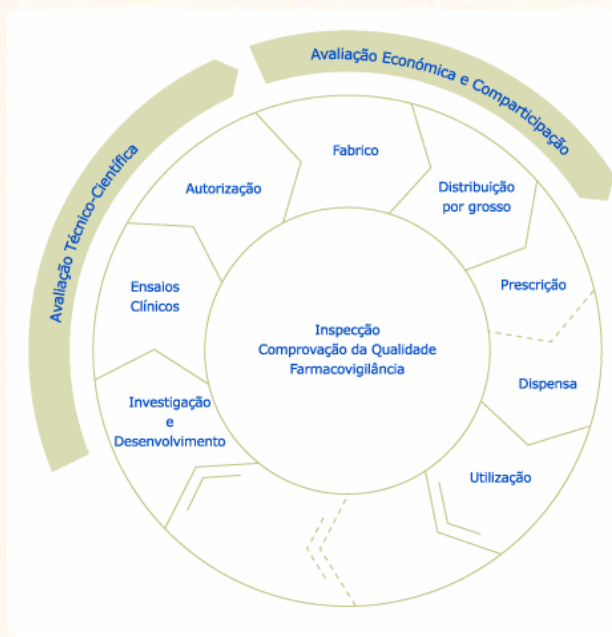 Avaliação Técnico-Científica
Avaliação Económica e Comparticipação
Investigação
e
Desenvolvimento
Ensaios
Clínicos
Autorização
Fabrico
Distribuição
por grosso
Prescrição
Dispensa
Utilização
Inspecção
Comprovação da Qualidade
Farmacovigilância